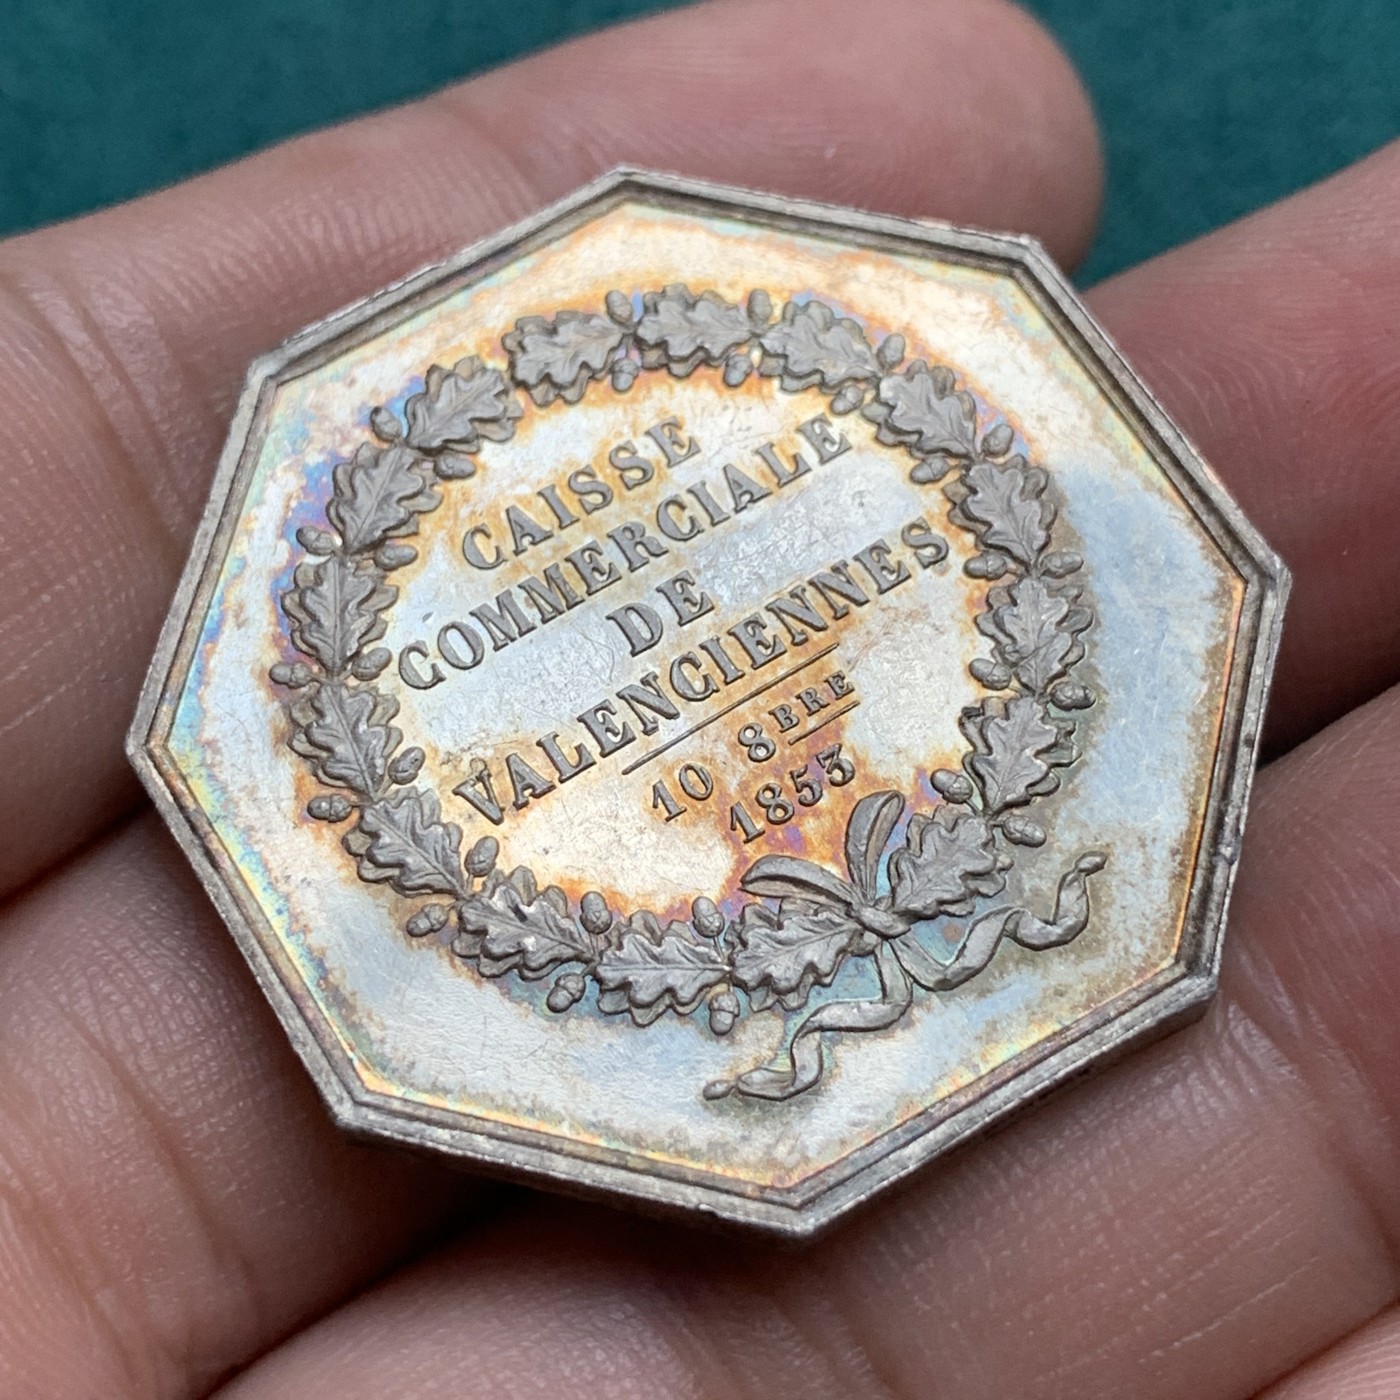 CAISSE
COMMERCIALE
DE
VALENCIENNES
10 8BRE
1853